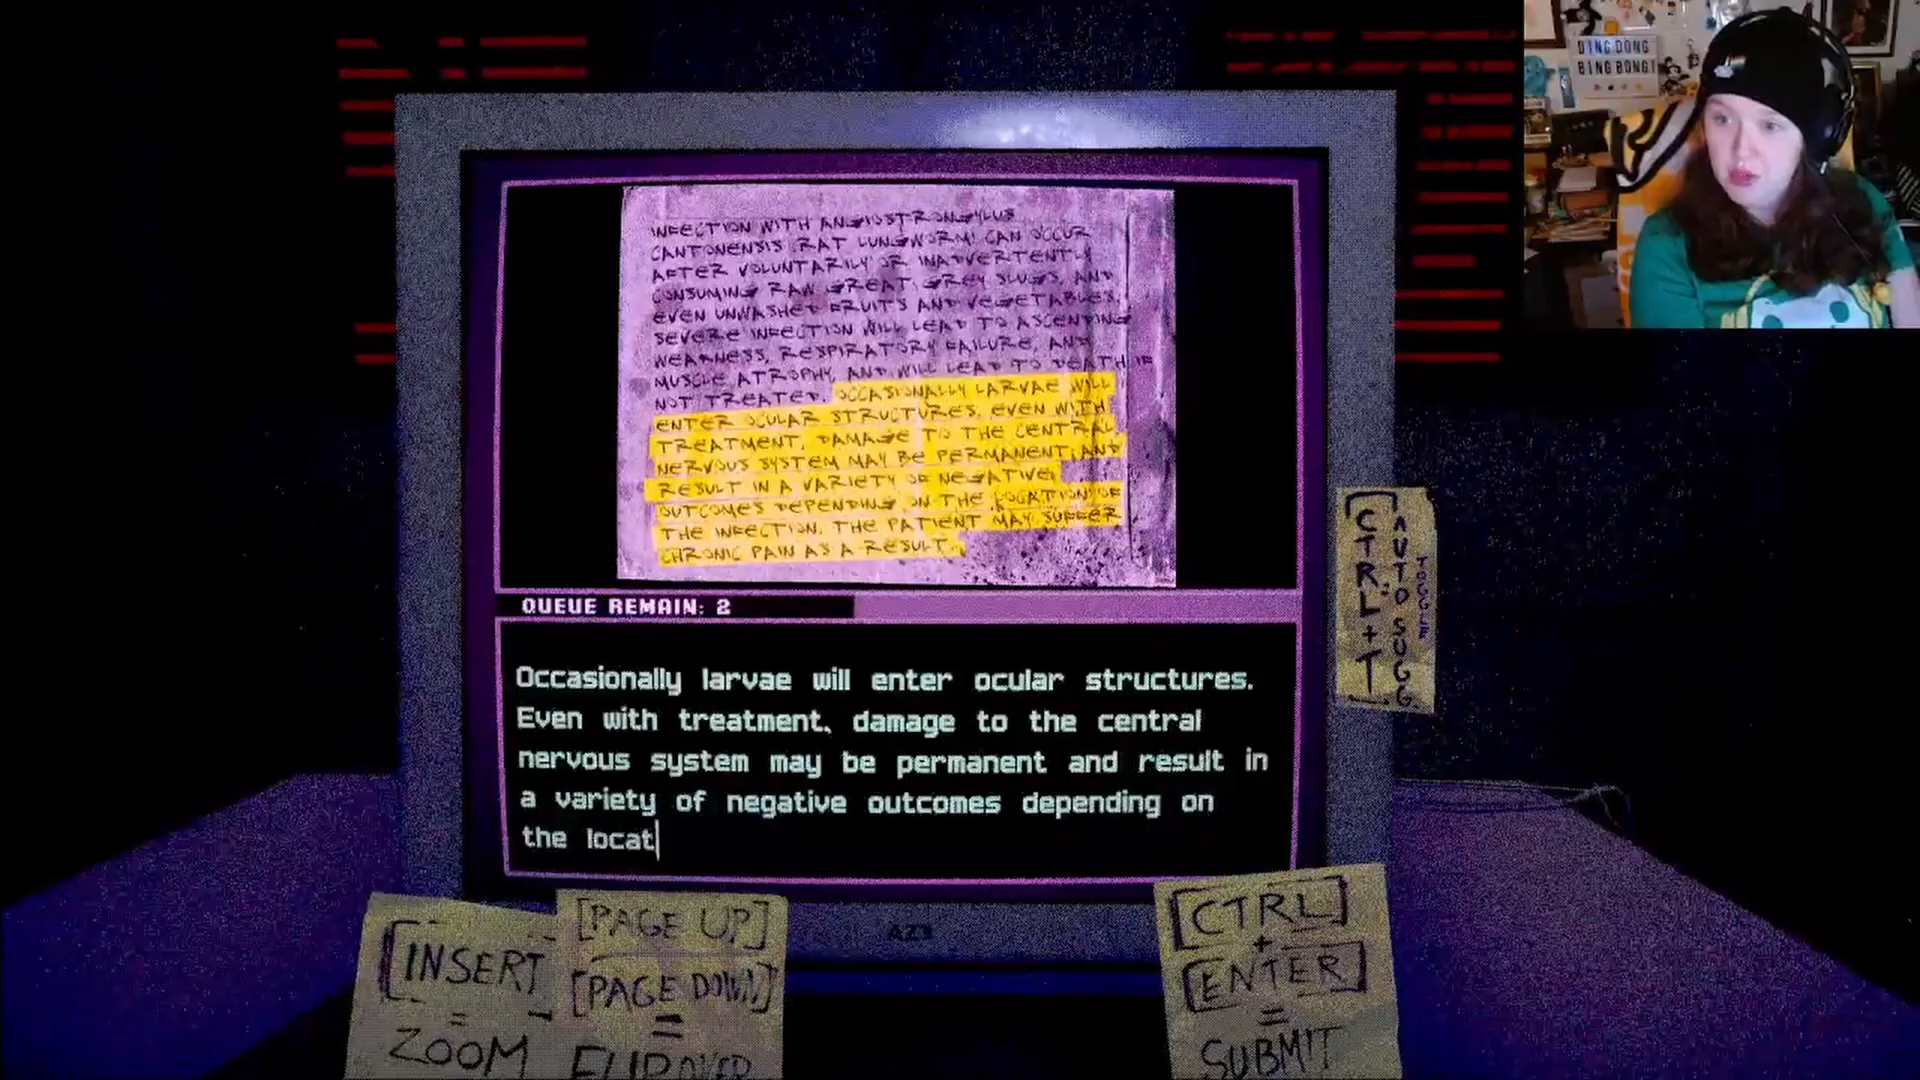 DING DONG
BING BONG!
INFECTION WITH ANGIOSTRONGYLUS
CANTONENSIS RAT LUNGWORM) CAN OCCUR
AFTER VOLUNTARILY OR INADVERTENTLY
CONSUMING RAW GREAT GREY SLUGS, AND
EVEN UNWASHED FRUITS AND VEGETABLES.
SEVERE INFECTION WILL LEAD TO ASCENDING
WEAKNESS, RESPIRATORY FAILURE, AND
MUSCLE ATROPHY, AND WILL LEAD TO DEATH IF
NOT TREATED. OCCASIONALLY LARVAE WILL
ENTER OCULAR STRUCTURES. EVEN WITH
TREATMENT, DAMAGE TO THE CENTRAL
NERVOUS SYSTEM MAY BE PERMANENT AND
RESULT IN A VARIETY OF NEGATIVE
OUTCOMES DEPENDING ON THE LOCATION OF
THE INFECTION. THE PATIENT MAY SUFFER
CHRONIC PAIN AS A RESULT.
QUEUE REMAIN: 2
Occasionally larvae will enter ocular structures.
Even with treatment, damage to the central
nervous system may be permanent and result in
a variety of negative outcomes depending on
the locat
[CTRL+T]
AUTO SUGG
TOGGLE
AZ3
[INSERT]
=
ZOOM
[PAGE UP]
[PAGE DOWN]
=
FLIP OVER
[CTRL]
+
[ENTER]
=
SUBMIT